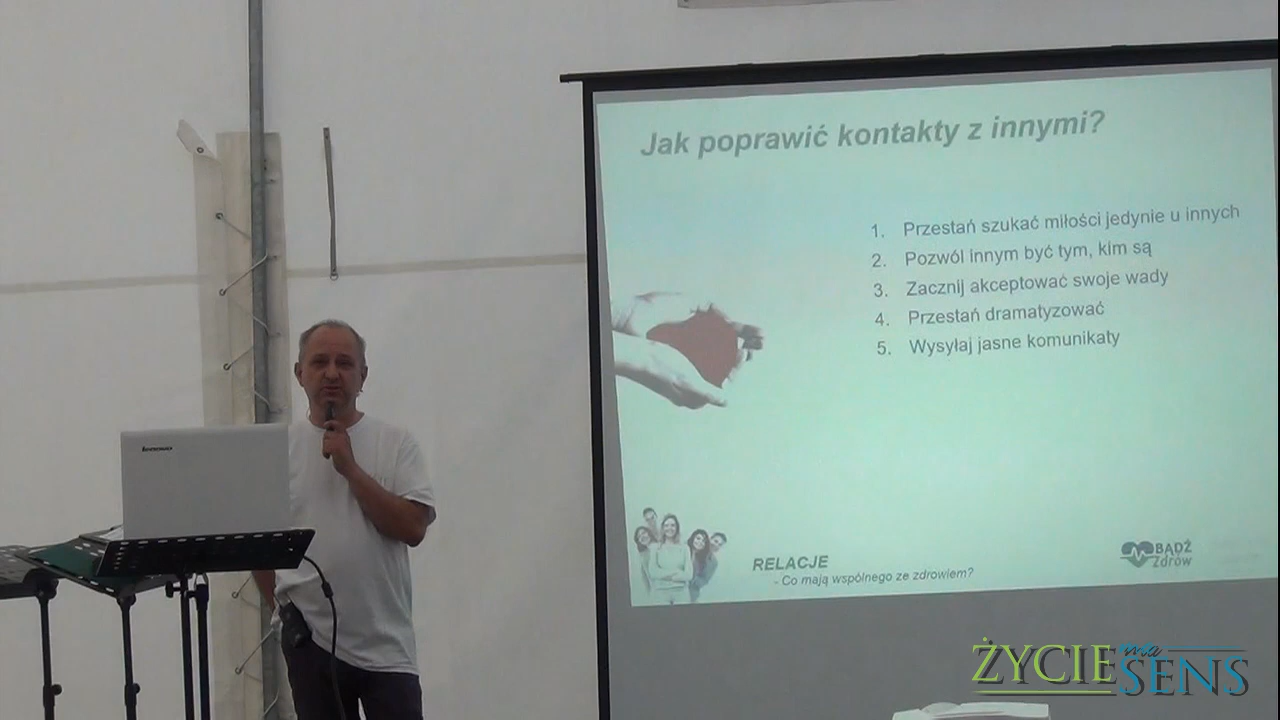 Jak poprawić kontakty z innymi?
1. Przestań szukać miłości jedynie u innych
2. Pozwól innym być tym, kim są
3. Zacznij akceptować swoje wady
4. Przestań dramatyzować
5. Wysyłaj jasne komunikaty
lenovo
RELACJE
- Co mają wspólnego ze zdrowiem?
BĄDŹ
Zdrów
ŻYCIE ma
SENS